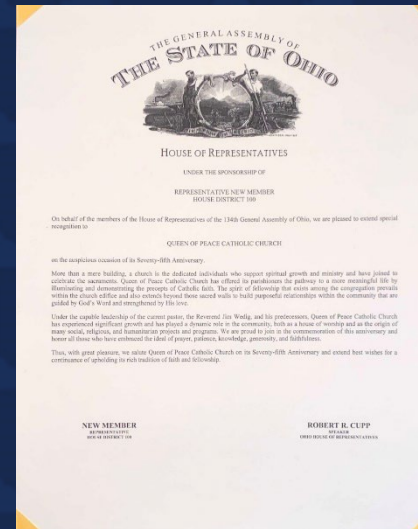 THE GENERAL ASSEMBLY OF
THE STATE OF OHIO
HOUSE OF REPRESENTATIVES
UNDER THE SPONSORSHIP OF
REPRESENTATIVE NEW MEMBER
HOUSE DISTRICT 100
On behalf of the members of the House of Representatives of the 134th General Assembly of Ohio, we are pleased to extend special
recognition to
QUEEN OF PEACE CATHOLIC CHURCH
on the auspicious occasion of its Seventy-fifth Anniversary.
More than a mere building, a church is the dedicated individuals who support spiritual growth and ministry and have joined to
celebrate the sacraments. Queen of Peace Catholic Church has offered its parishioners the pathway to a more meaningful life by
illuminating and demonstrating the precepts of Catholic faith. The spirit of fellowship that exists among the congregation prevails
within the church edifice and also extends beyond those sacred walls to build purposeful relationships within the community that are
guided by God's Word and strengthened by His love.
Under the capable leadership of the current pastor, the Reverend Jim Wedig, and his predecessors, Queen of Peace Catholic Church
has experienced significant growth and has played a dynamic role in the community, both as a house of worship and as the origin of
many social, religious, and humanitarian projects and programs. We are proud to join in the commemoration of this anniversary and
honor all those who have embraced the ideal of prayer, patience, knowledge, generosity, and faithfulness.
Thus, with great pleasure, we salute Queen of Peace Catholic Church on its Seventy-fifth Anniversary and extend best wishes for a
continuance of upholding its rich tradition of faith and fellowship.
NEW MEMBER
REPRESENTATIVE
HOUSE DISTRICT 100
ROBERT R. CUPP
SPEAKER
OHIO HOUSE OF REPRESENTATIVES